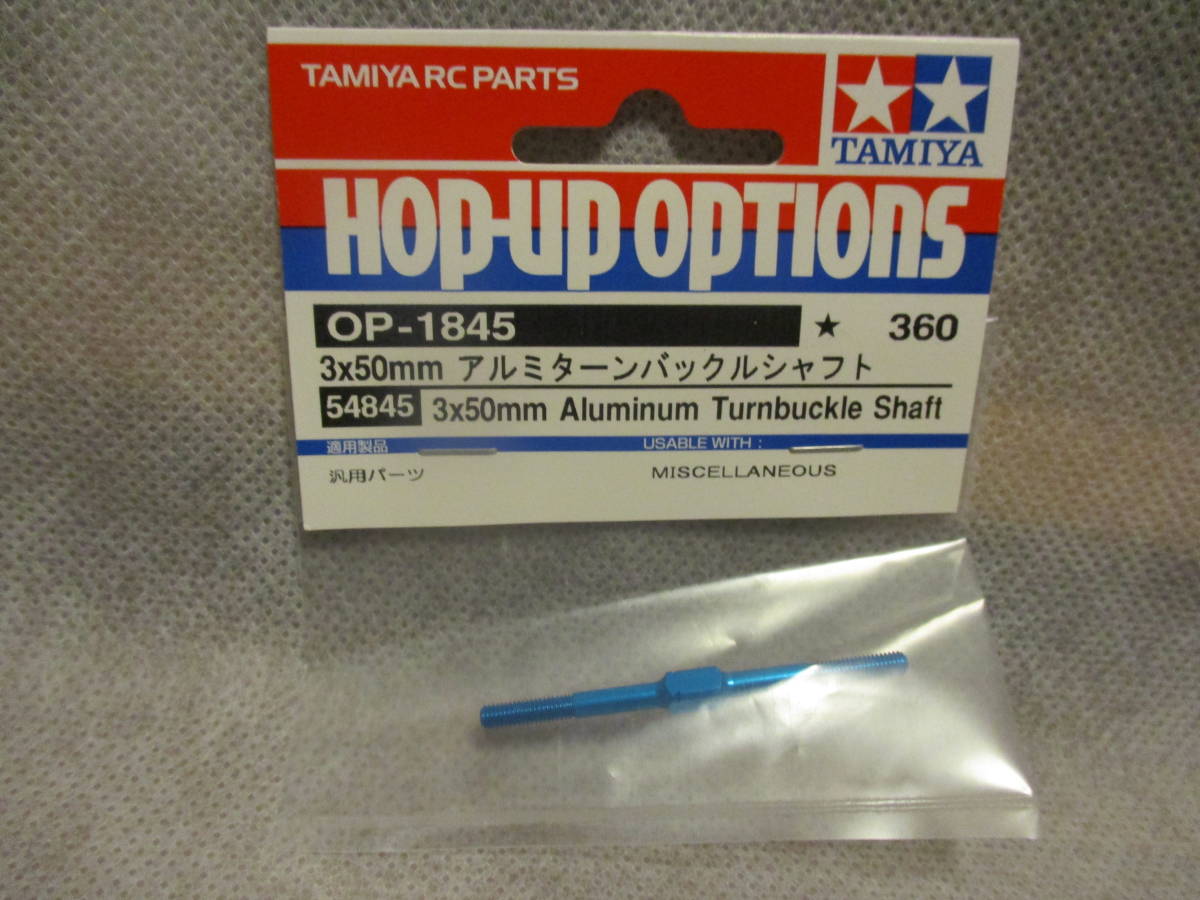 TAMIYA RC PARTS
TAMIYA
HOP-UP OPTIONS
OP-1845 ★ 360
3x50mm アルミターンバックルシャフト
54845 3x50mm Aluminum Turnbuckle Shaft
適用製品 USABLE WITH :
汎用パーツ MISCELLANEOUS